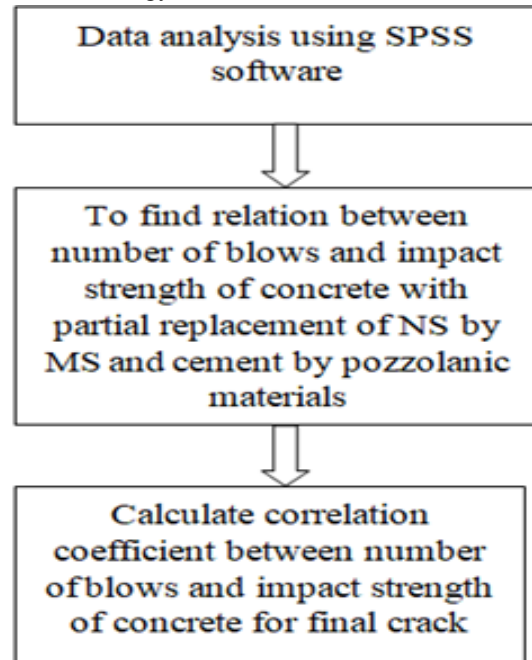 Data analysis using SPSS
software
To find relation between
number of blows and impact
strength of concrete with
partial replacement of NS by
MS and cement by pozzolanic
materials
Calculate correlation
coefficient between number
of blows and impact strength
of concrete for final crack